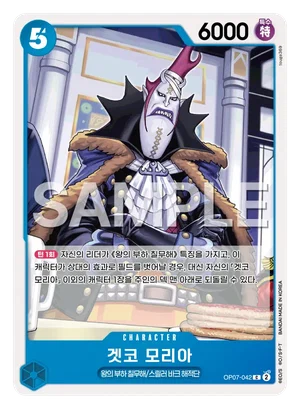 5
6000
특수
特
SAMPLE
턴 1회 자신의 리더가 《왕의 부하 칠무해》 특징을 가지고, 이
캐릭터가 상대의 효과로 필드를 벗어날 경우, 대신 자신의 「겟코
모리아」 이외의 캐릭터 1장을 주인의 덱 맨 아래로 되돌릴 수 있다.
CHARACTER
겟코 모리아
왕의 부하 칠무해/스릴러 바크 해적단
OP07-042
2
BANDAI MADE IN KOREA